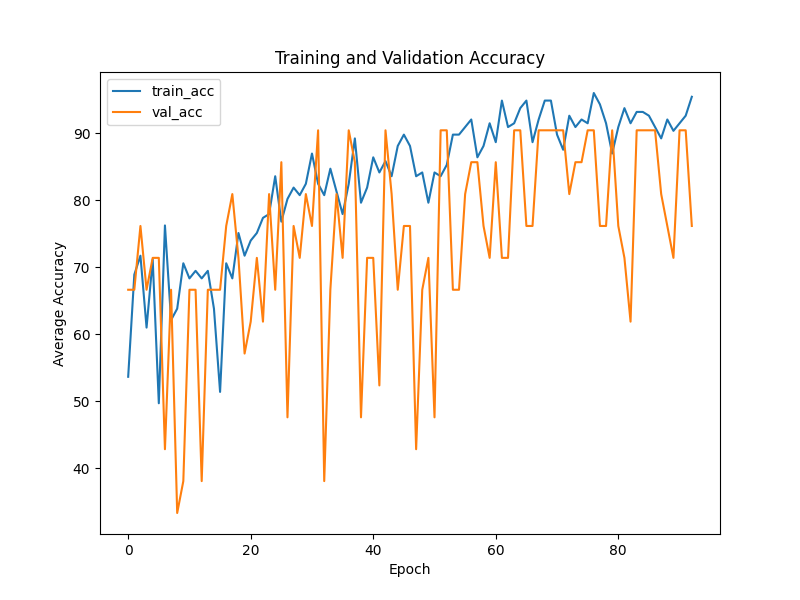 Training and Validation Accuracy
train_acc
val_acc
Average Accuracy
90
80
70
60
50
40
0 20 40 60 80
Epoch